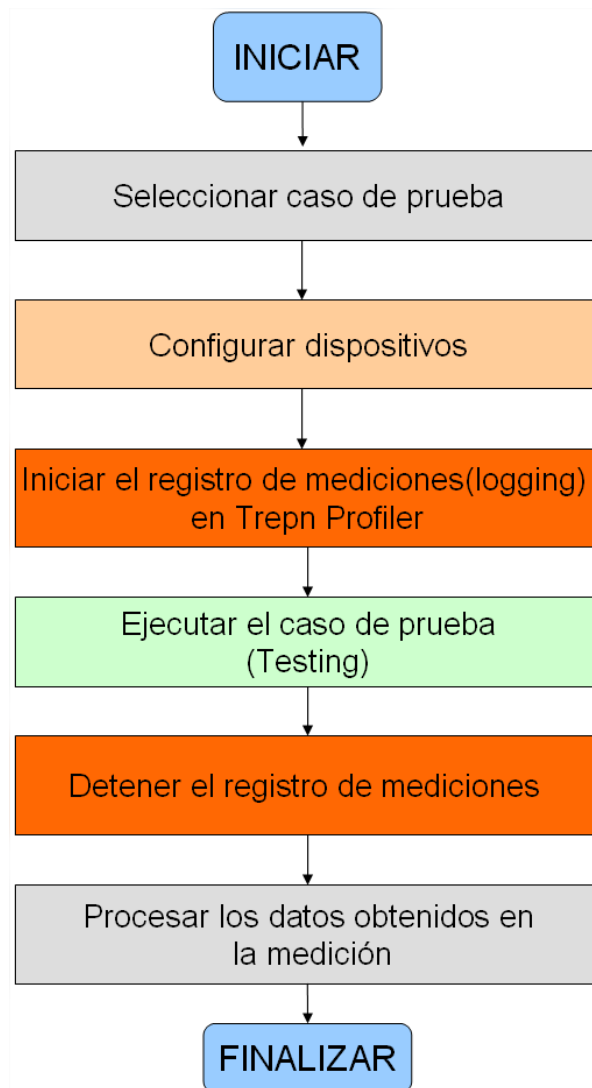 INICIAR
Seleccionar caso de prueba
Configurar dispositivos
Iniciar el registro de mediciones(logging)
en Trepn Profiler
Ejecutar el caso de prueba
(Testing)
Detener el registro de mediciones
Procesar los datos obtenidos en
la medición
FINALIZAR